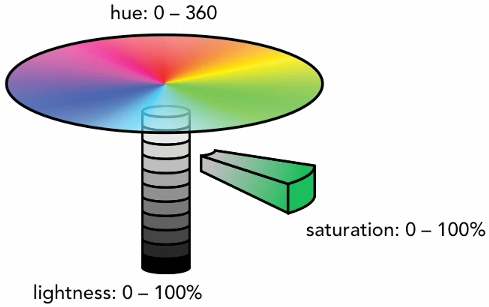 hue: 0 – 360
saturation: 0 – 100%
lightness: 0 – 100%